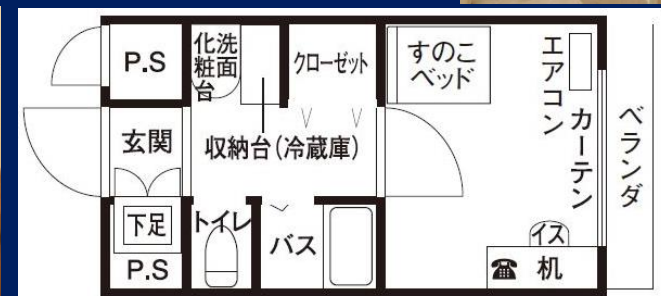 P.S
洗面
化粧台
クローゼット
すのこ
ベッド
エアコン
カーテン
ベランダ
玄関
収納台(冷蔵庫)
下足
トイレ
バス
イス
机
P.S